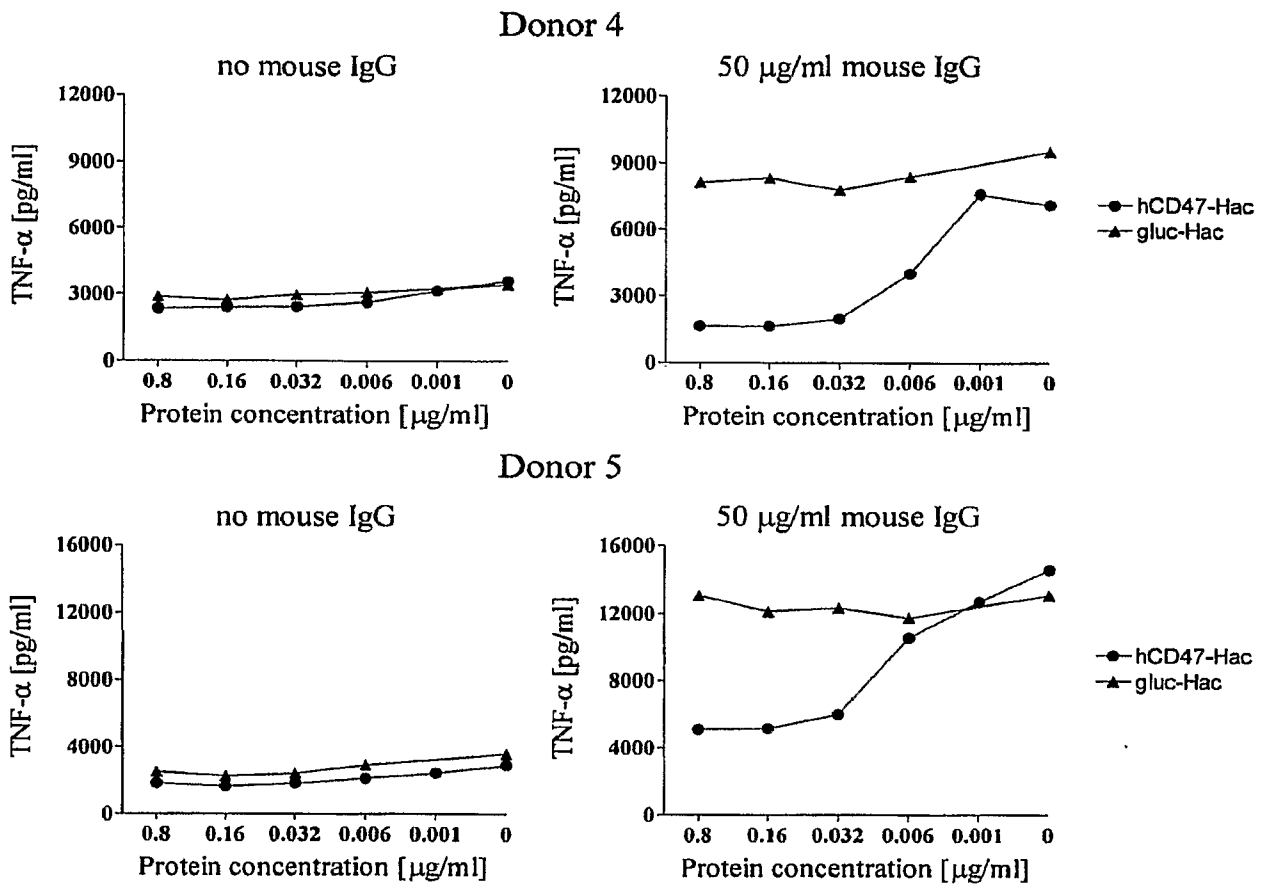 Donor 4
no mouse IgG
12000
9000
6000
3000
0
TNF-α [pg/ml]
0.8 0.16 0.032 0.006 0.001 0
Protein concentration [μg/ml]
50 μg/ml mouse IgG
12000
9000
6000
3000
0
TNF-α [pg/ml]
0.8 0.16 0.032 0.006 0.001 0
Protein concentration [μg/ml]
hCD47-Hac
gluc-Hac
Donor 5
no mouse IgG
16000
12000
8000
4000
0
TNF-α [pg/ml]
0.8 0.16 0.032 0.006 0.001 0
Protein concentration [μg/ml]
50 μg/ml mouse IgG
16000
12000
8000
4000
0
TNF-α [pg/ml]
0.8 0.16 0.032 0.006 0.001 0
Protein concentration [μg/ml]
hCD47-Hac
gluc-Hac